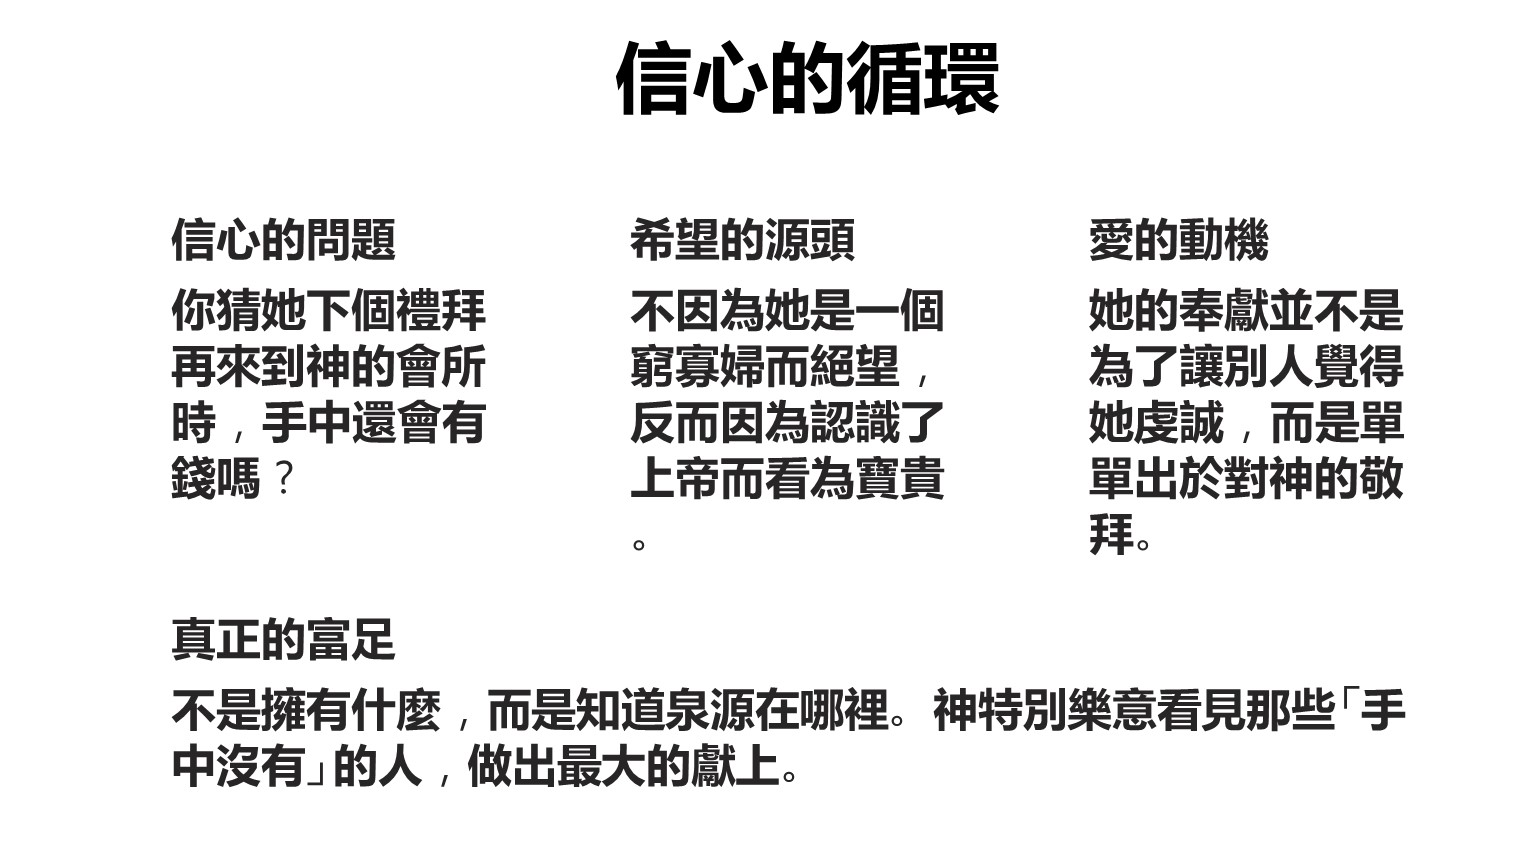 信心的循環
信心的問題
你猜她下個禮拜
再來到神的會所
時，手中還會有
錢嗎？
希望的源頭
不因為她是一個
窮寡婦而絕望，
反而因為認識了
上帝而看為寶貴
。
愛的動機
她的奉獻並不是
為了讓別人覺得
她虔誠，而是單
單出於對神的敬
拜。
真正的富足
不是擁有什麼，而是知道泉源在哪裡。神特別樂意看見那些「手
中沒有」的人，做出最大的獻上。